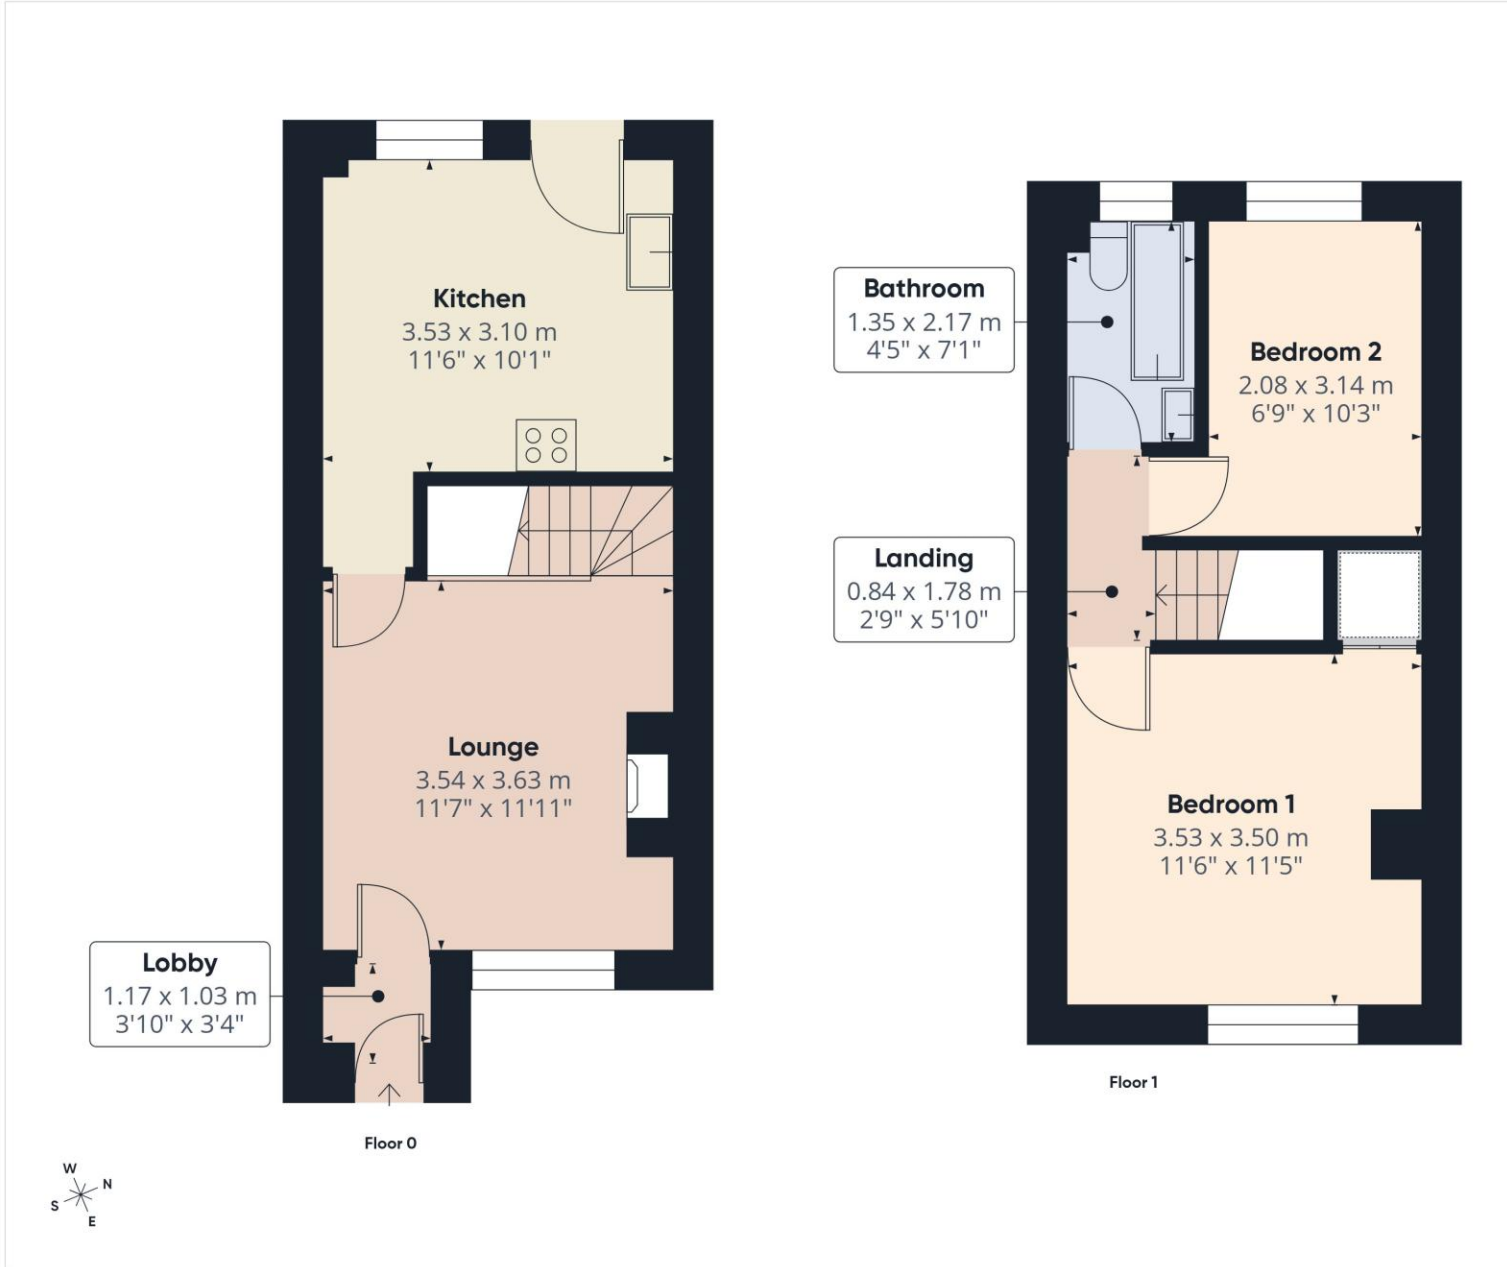 Kitchen
3.53 x 3.10 m
11'6" x 10'1"
Lounge
3.54 x 3.63 m
11'7" x 11'11"
Lobby
1.17 x 1.03 m
3'10" x 3'4"
Floor 0
Bathroom
1.35 x 2.17 m
4'5" x 7'1"
Bedroom 2
2.08 x 3.14 m
6'9" x 10'3"
Landing
0.84 x 1.78 m
2'9" x 5'10"
Bedroom 1
3.53 x 3.50 m
11'6" x 11'5"
Floor 1
W
N
S
E